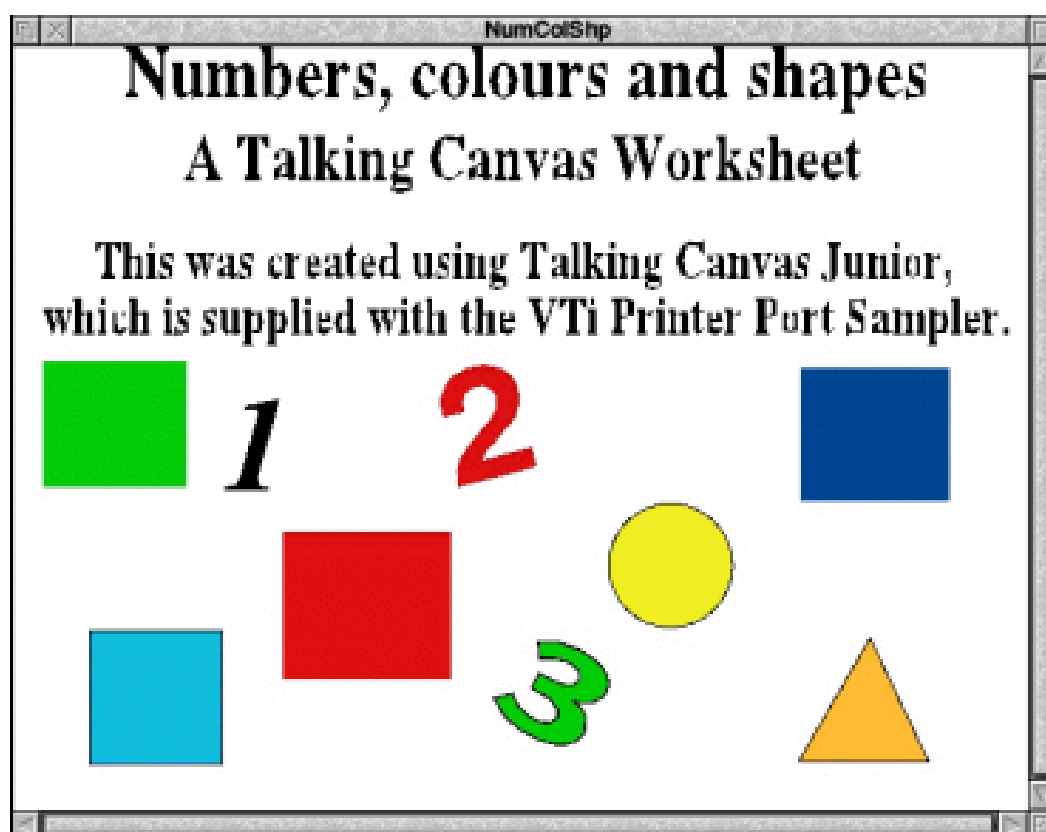 NumColShp
Numbers, colours and shapes
A Talking Canvas Worksheet
This was created using Talking Canvas Junior,
which is supplied with the VTi Printer Port Sampler.
1
2
3